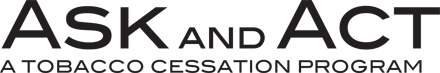 ASK AND ACT
A TOBACCO CESSATION PROGRAM